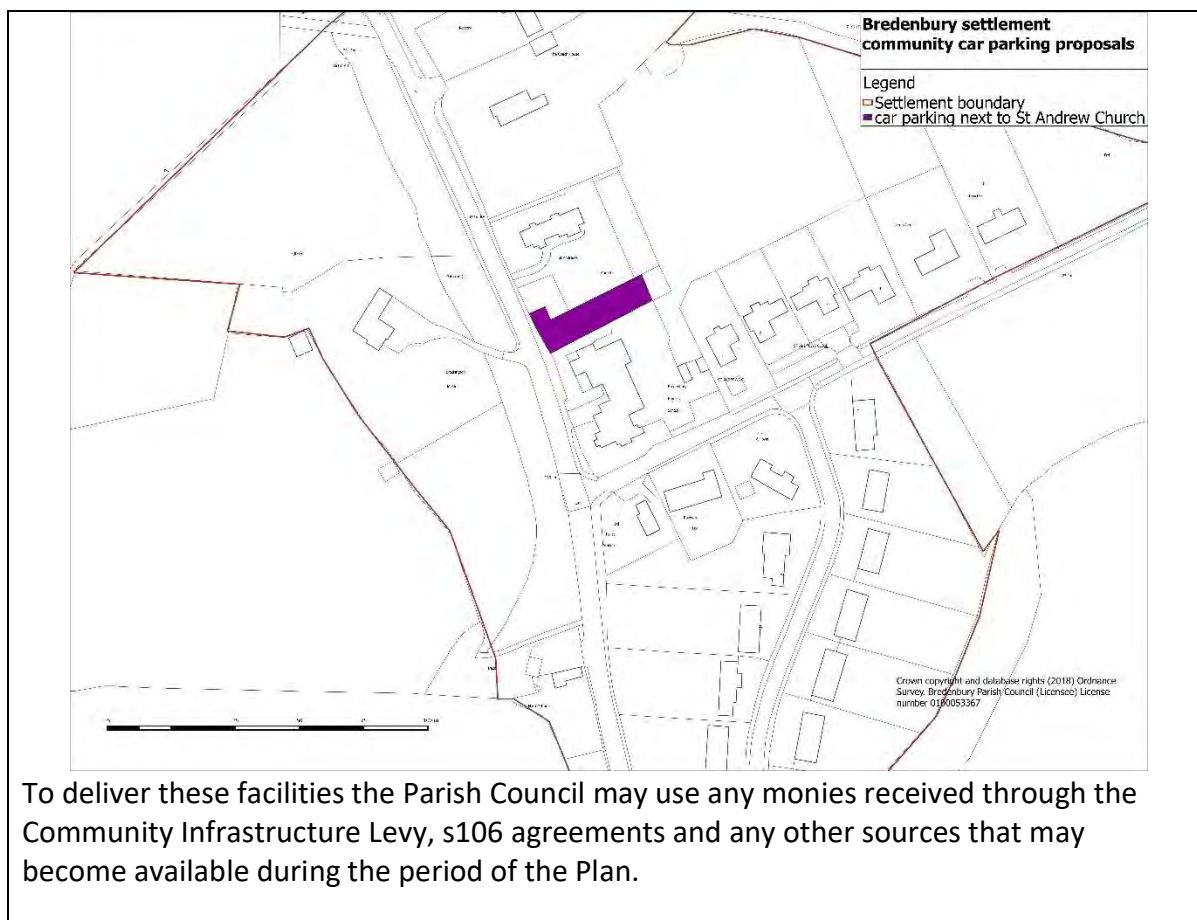 Bredenbury settlement
community car parking proposals
Legend
Settlement boundary
car parking next to St Andrew Church
Crown copyright and database rights (2018) Ordnance
Survey. Bredenbury Parish Council (Licensee) License
number 0100053367
To deliver these facilities the Parish Council may use any monies received through the
Community Infrastructure Levy, s106 agreements and any other sources that may
become available during the period of the Plan.